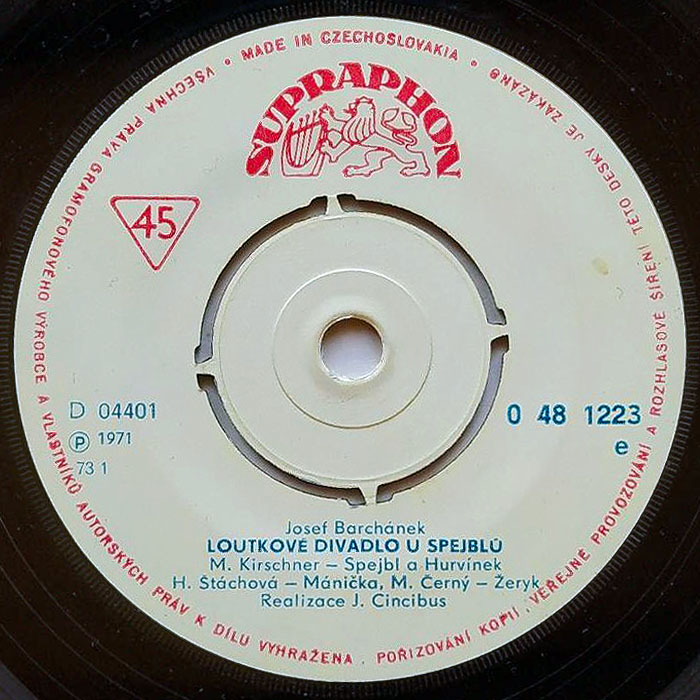 MADE IN CZECHOSLOVAKIA
SUPRAPHON
45
D 04401
Ⓟ 1971
73 1
0 48 1223
e
Josef Barchánek
LOUTKOVÉ DIVADLO U SPEJBLŮ
M. Kirschner – Spejbl a Hurvínek
H. Štáchová – Mánička, M. Černý – Žeryk
Realizace J. Cincibus
VŠECHNA PRÁVA GRAMOFONOVÉHO VÝROBCE A VLASTNÍKŮ AUTORSKÝCH PRÁV K DÍLU VYHRAŽENA. POŘIZOVÁNÍ KOPIÍ, VEŘEJNÉ PROVOZOVÁNÍ A ROZHLASOVÉ ŠÍŘENÍ TÉTO DESKY JE ZAKÁZÁNO